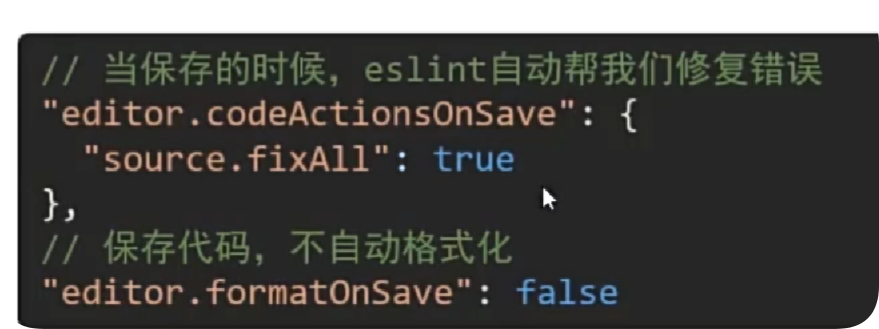 // 当保存的时候，eslint自动帮我们修复错误
"editor.codeActionsOnSave": {
  "source.fixAll": true
},
// 保存代码，不自动格式化
"editor.formatOnSave": false